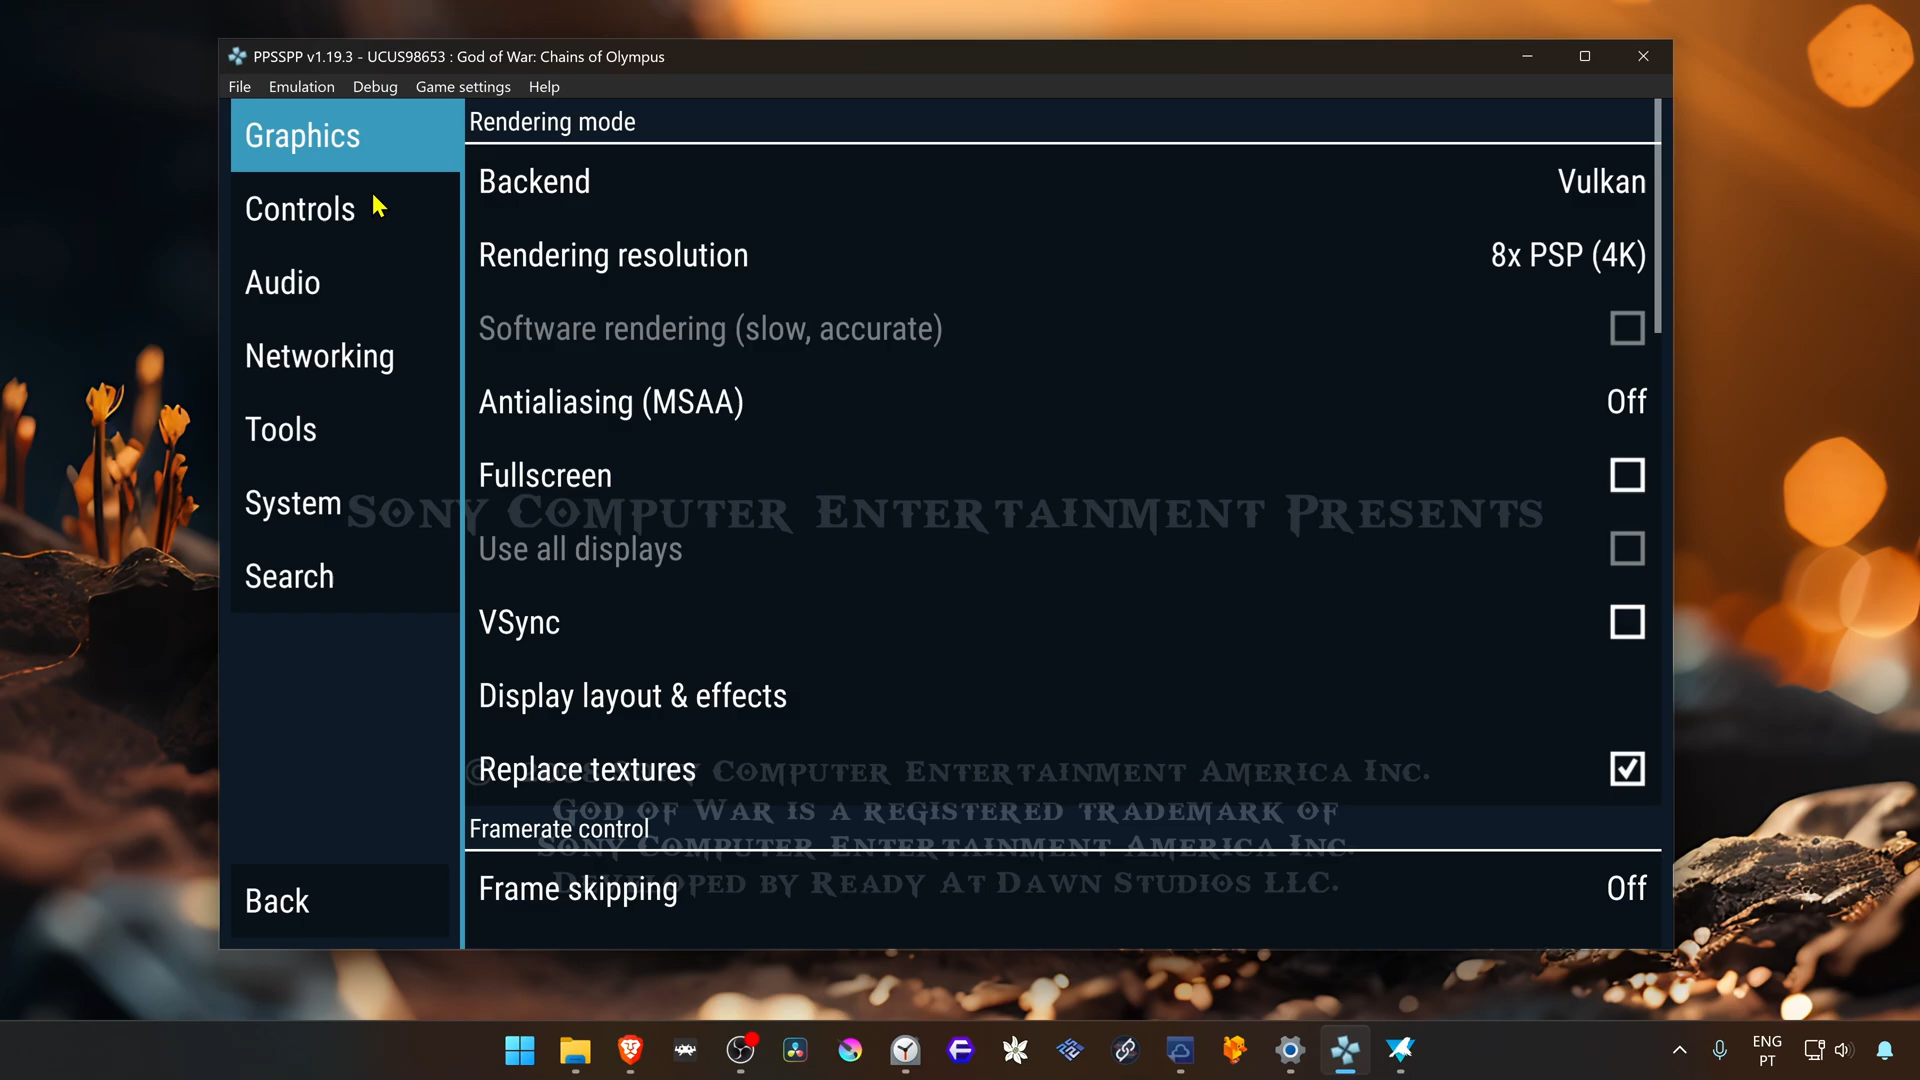 PPSSPP v1.19.3 - UCUS98653 : God of War: Chains of Olympus
File Emulation Debug Game settings Help
Graphics
Controls
Audio
Networking
Tools
System
Search
Back
Rendering mode
Backend Vulkan
Rendering resolution 8x PSP (4K)
Software rendering (slow, accurate)
Antialiasing (MSAA) Off
Fullscreen
Sony Computer Entertainment Presents
Use all displays
VSync
Display layout & effects
Replace textures
Computer Entertainment America Inc.
God of War is a registered trademark of
Framerate control
Sony Computer Entertainment America Inc.
Developed by Ready At Dawn Studios LLC.
Frame skipping Off
ENG
PT